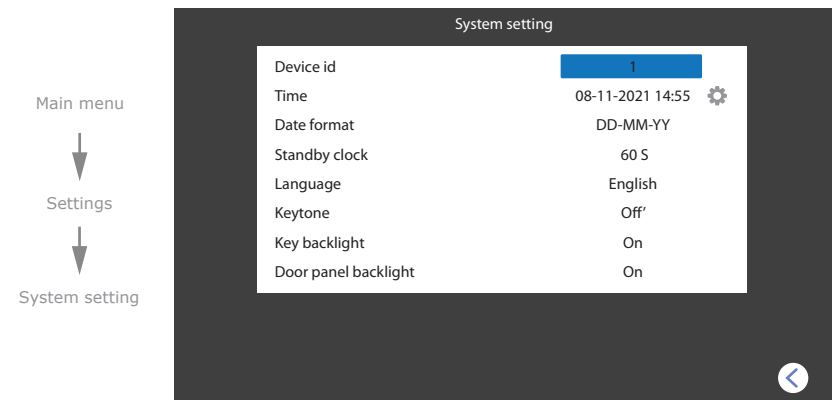 Main menu
Settings
System setting
System setting
Device id 1
Time 08-11-2021 14:55
Date format DD-MM-YY
Standby clock 60 S
Language English
Keytone Off’
Key backlight On
Door panel backlight On